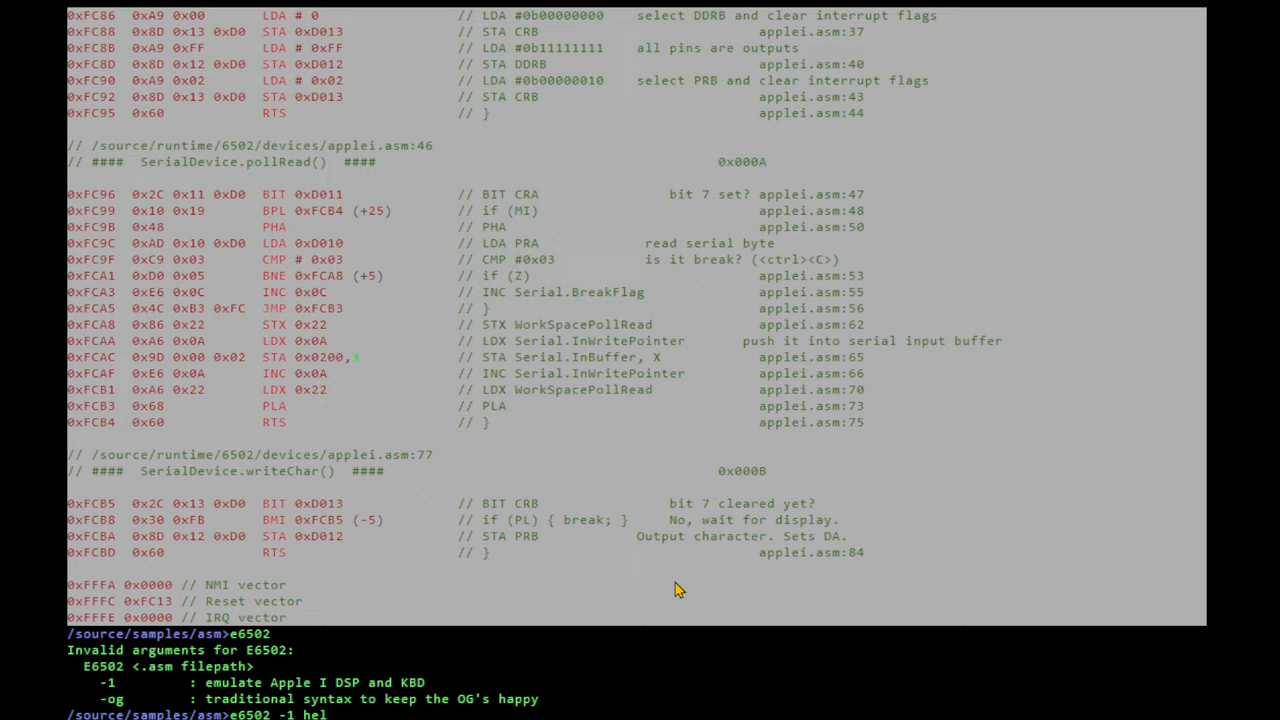 0xFC86 0xA9 0x00 LDA # 0 // LDA #0b00000000 select DDRB and clear interrupt flags
0xFC88 0x8D 0x13 0xD0 STA 0xD013 // STA CRB applei.asm:37
0xFC8B 0xA9 0xFF LDA # 0xFF // LDA #0b11111111 all pins are outputs
0xFC8D 0x8D 0x12 0xD0 STA 0xD012 // STA DDRB applei.asm:40
0xFC90 0xA9 0x02 LDA # 0x02 // LDA #0b00000010 select PRB and clear interrupt flags
0xFC92 0x8D 0x13 0xD0 STA 0xD013 // STA CRB applei.asm:43
0xFC95 0x60 RTS // } applei.asm:44
// /source/runtime/6502/devices/applei.asm:46
// #### SerialDevice.pollRead() #### 0x000A
0xFC96 0x2C 0x11 0xD0 BIT 0xD011 // BIT CRA bit 7 set? applei.asm:47
0xFC99 0x10 0x19 BPL 0xFCB4 (+25) // if (MI) applei.asm:48
0xFC9B 0x48 PHA // PHA applei.asm:50
0xFC9C 0xAD 0x10 0xD0 LDA 0xD010 // LDA PRA read serial byte
0xFC9F 0xC9 0x03 CMP # 0x03 // CMP #0x03 is it break? (<ctrl><C>)
0xFCA1 0xD0 0x05 BNE 0xFCA8 (+5) // if (Z) applei.asm:53
0xFCA3 0xE6 0x0C INC 0x0C // INC Serial.BreakFlag applei.asm:55
0xFCA5 0x4C 0xB3 0xFC JMP 0xFCB3 // } applei.asm:56
0xFCA8 0x86 0x22 STX 0x22 // STX WorkSpacePollRead applei.asm:62
0xFCAA 0xA6 0x0A LDX 0x0A // LDX Serial.InWritePointer push it into serial input buffer
0xFCAC 0x9D 0x00 0x02 STA 0x0200,X // STA Serial.InBuffer, X applei.asm:65
0xFCAF 0xE6 0x0A INC 0x0A // INC Serial.InWritePointer applei.asm:66
0xFCB1 0xA6 0x22 LDX 0x22 // LDX WorkSpacePollRead applei.asm:70
0xFCB3 0x68 PLA // PLA applei.asm:73
0xFCB4 0x60 RTS // } applei.asm:75
// /source/runtime/6502/devices/applei.asm:77
// #### SerialDevice.writeChar() #### 0x000B
0xFCB5 0x2C 0x13 0xD0 BIT 0xD013 // BIT CRB bit 7 cleared yet?
0xFCB8 0x30 0xFB BMI 0xFCB5 (-5) // if (PL) { break; } No, wait for display.
0xFCBA 0x8D 0x12 0xD0 STA 0xD012 // STA PRB Output character. Sets DA.
0xFCBD 0x60 RTS // } applei.asm:84
0xFFFA 0x0000 // NMI vector
0xFFFC 0xFC13 // Reset vector
0xFFFE 0x0000 // IRQ vector
/source/samples/asm>e6502
Invalid arguments for E6502:
E6502 <.asm filepath>
-1 : emulate Apple I DSP and KBD
-og : traditional syntax to keep the OG's happy
/source/samples/asm>e6502 -1 hel